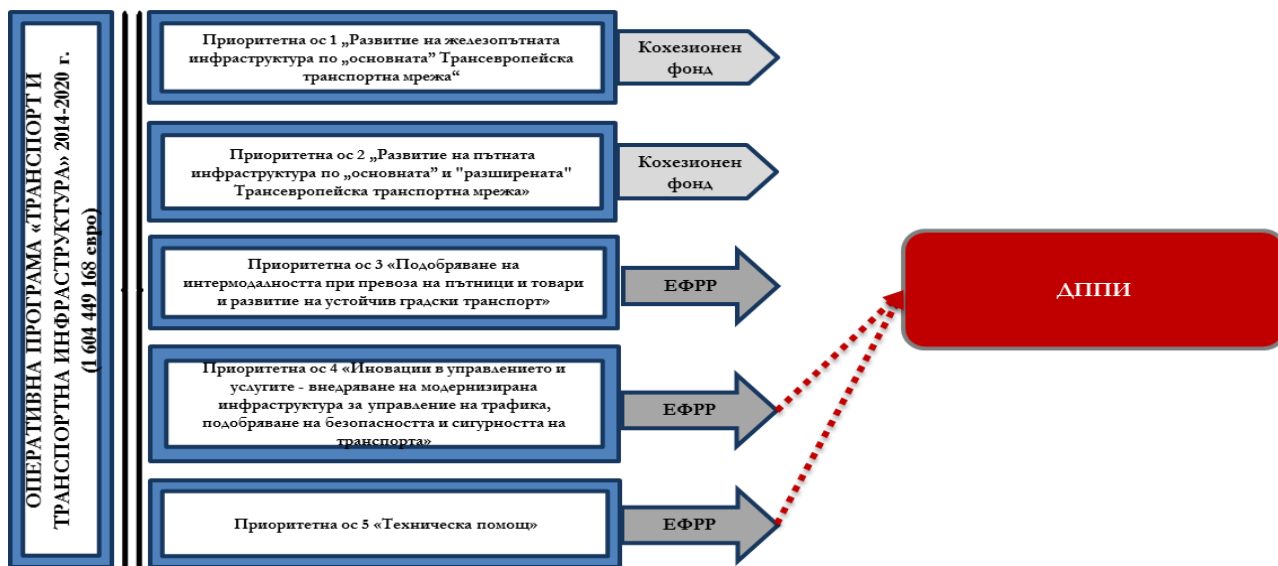 ОПЕРАТИВНА ПРОГРАМА «ТРАНСПОРТ И
ТРАНСПОРТНА ИНФРАСТРУКТУРА» 2014-2020 г.
(1 604 449 168 евро)
Приоритетна ос 1 „Развитие на железопътната
инфраструктура по „основната” Трансевропейска
транспортна мрежа“
Кохезионен
фонд
Приоритетна ос 2 „Развитие на пътната
инфраструктура по „основната” и "разширената"
Трансевропейска транспортна мрежа»
Кохезионен
фонд
Приоритетна ос 3 «Подобряване на
интермодалността при превоза на пътници и товари
и развитие на устойчив градски транспорт»
ЕФРР
Приоритетна ос 4 «Иновации в управлението и
услугите - внедряване на модернизирана
инфраструктура за управление на трафика,
подобряване на безопасността и сигурността на
транспорта»
ЕФРР
Приоритетна ос 5 «Техническа помощ»
ЕФРР
ДППИ